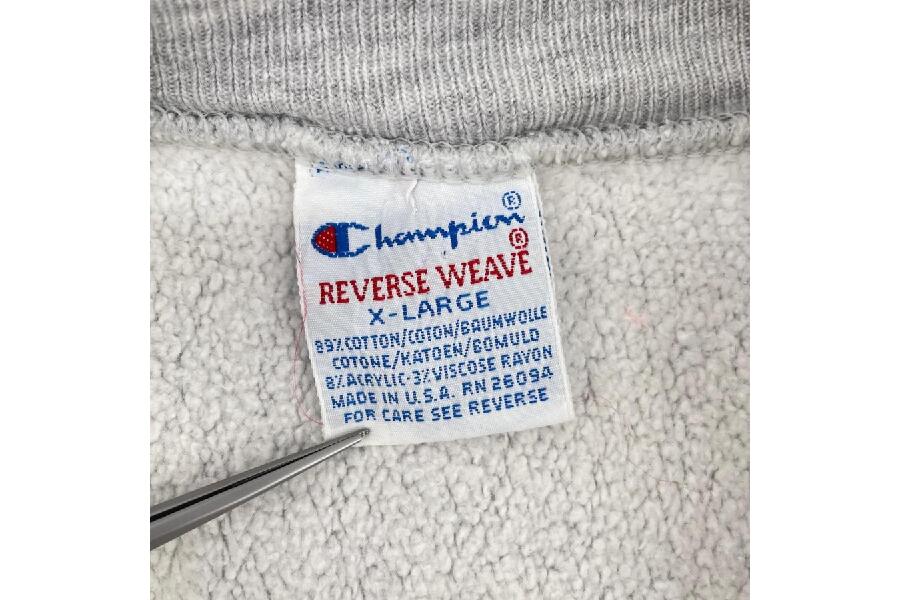 Champion®
REVERSE WEAVE®
X-LARGE
89% COTTON/COTON/BAUMWOLLE
COTONE/KATOEN/BOMULD
8% ACRYLIC-3% VISCOSE RAYON
MADE IN U.S.A. RN 26094
FOR CARE SEE REVERSE